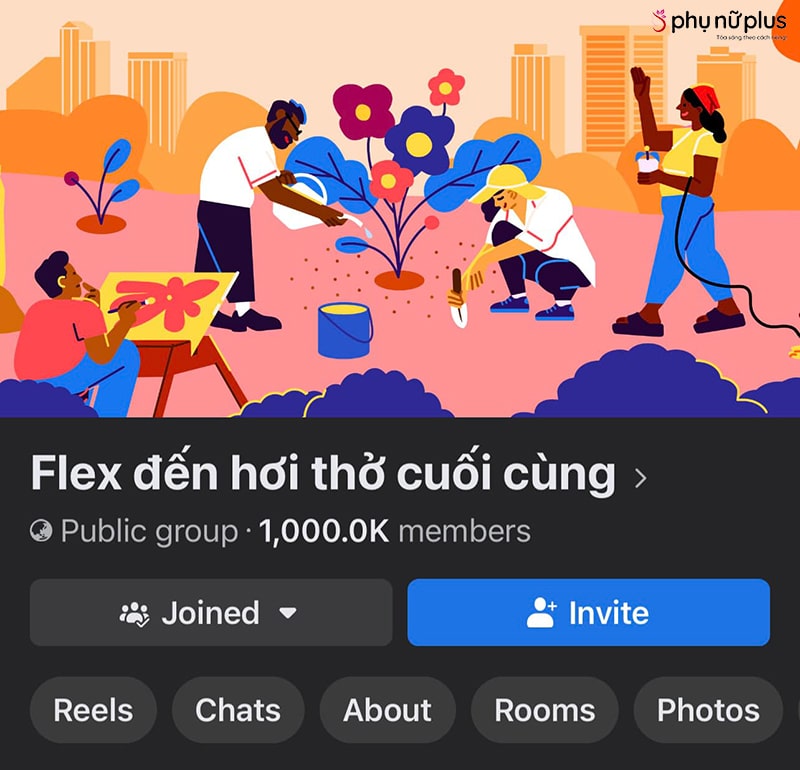 phụ nữ plus
Tỏa sáng theo cách riêng!
Flex đến hơi thở cuối cùng
Public group · 1,000.0K members
Joined
Invite
Reels
Chats
About
Rooms
Photos